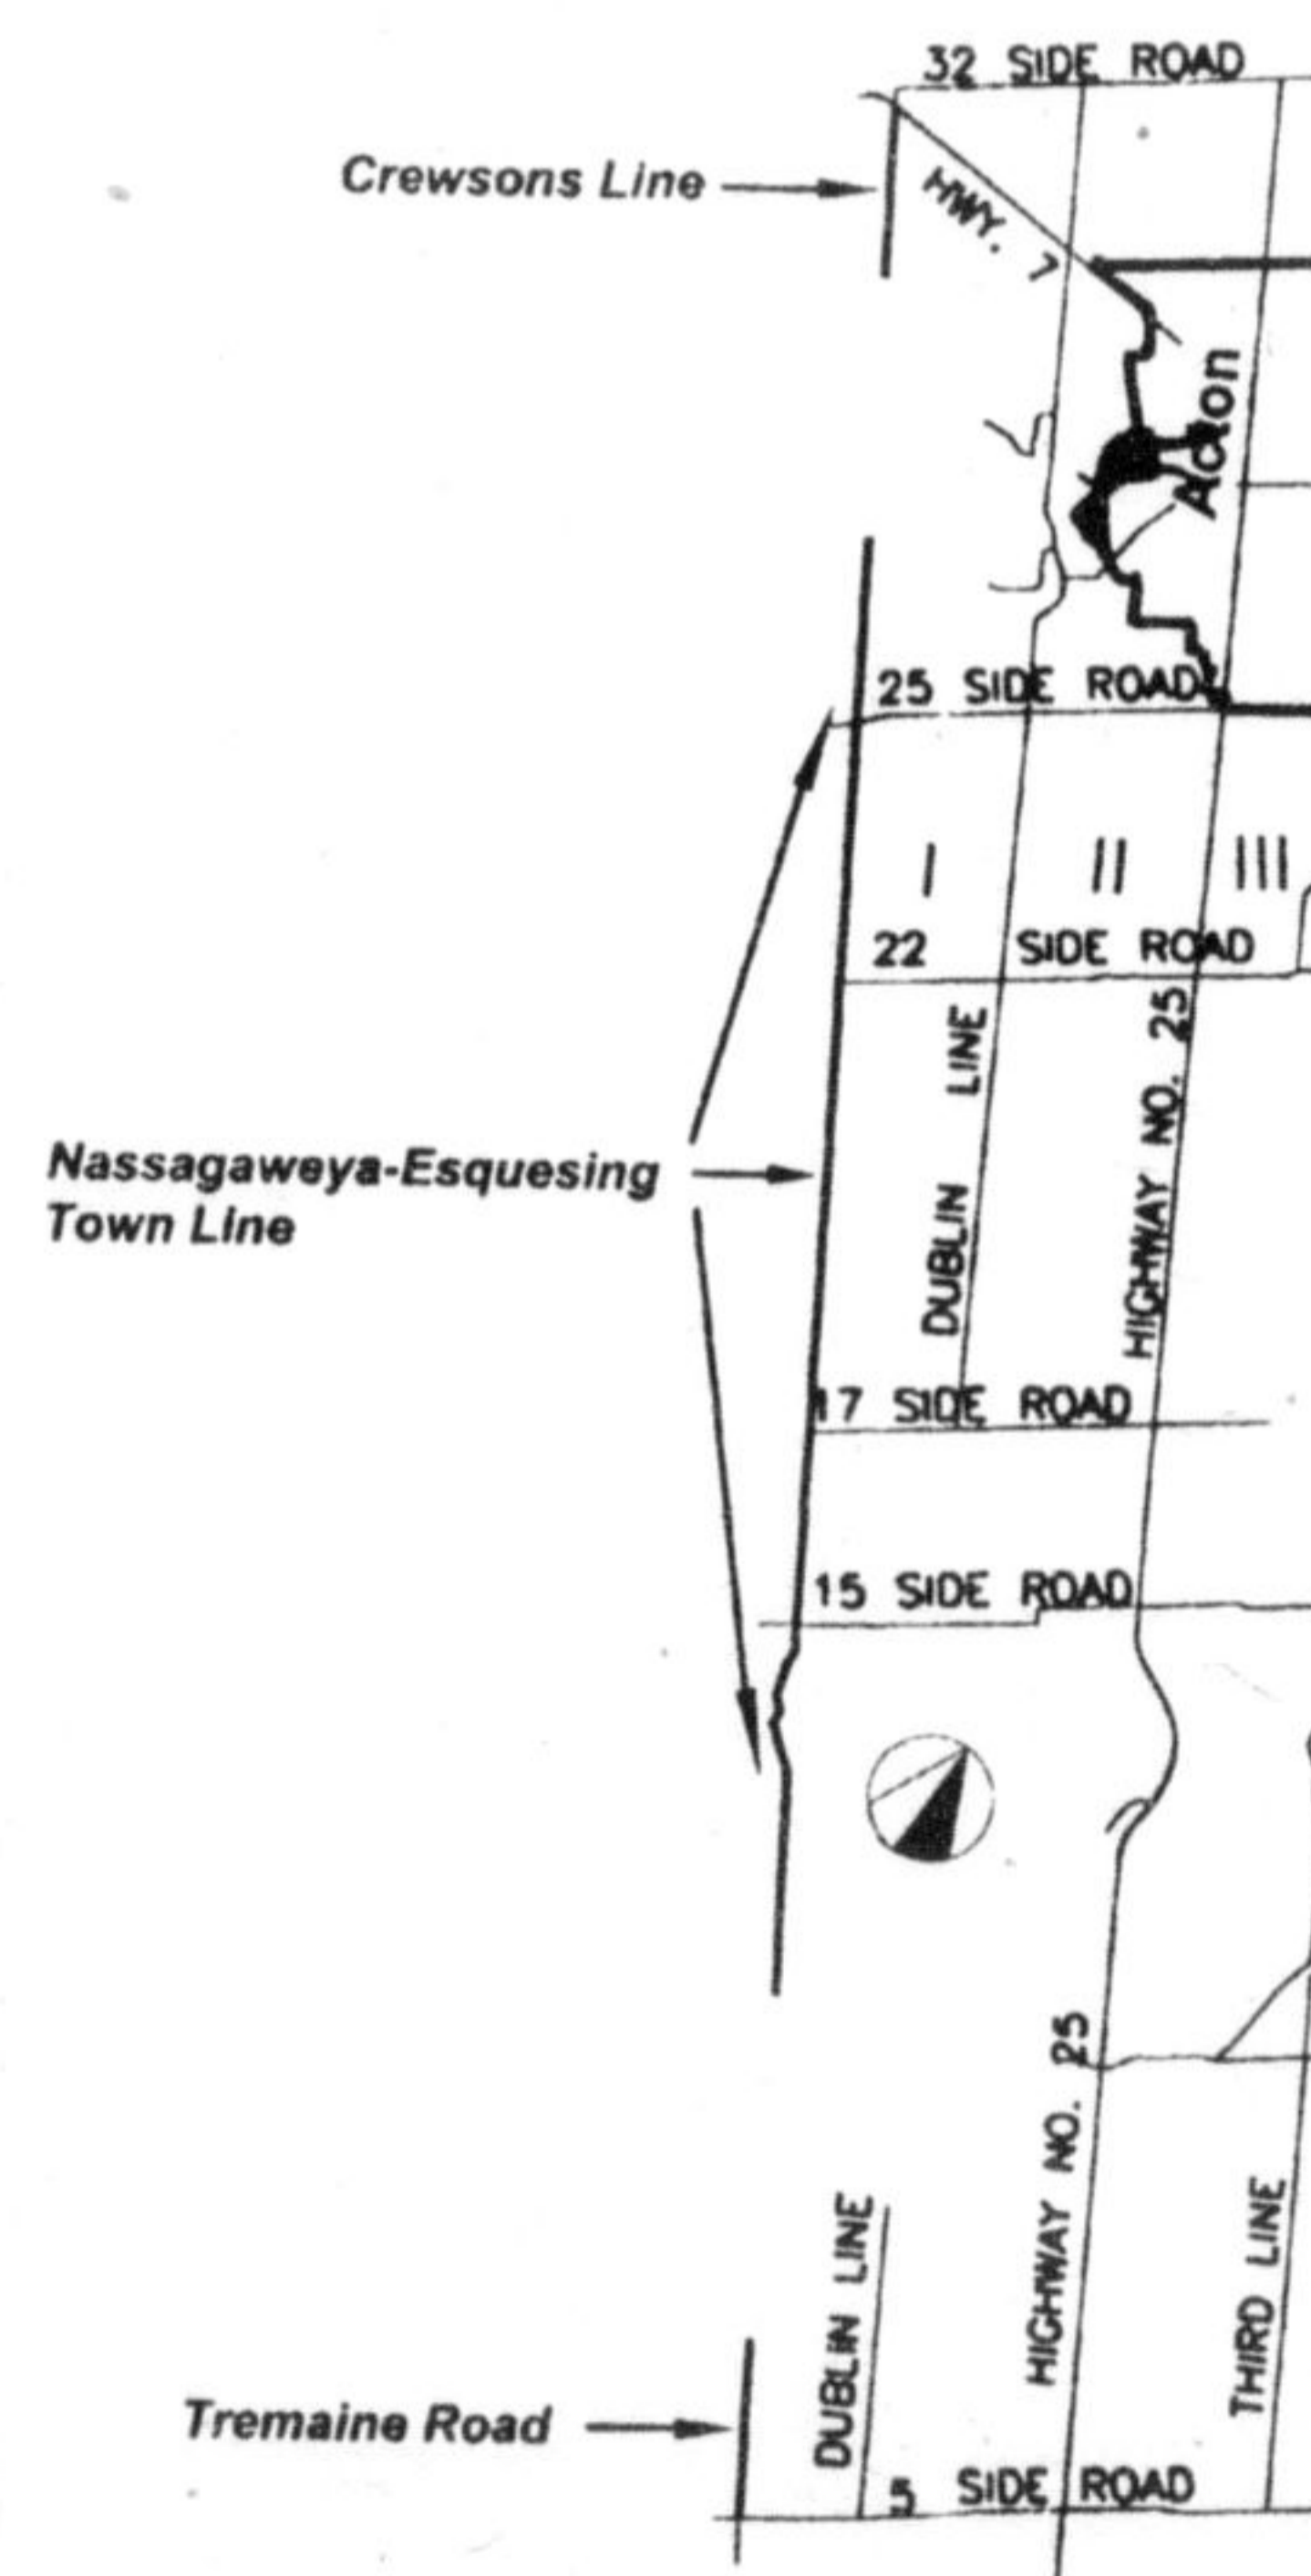 32 SIDE ROAD
Crewsons Line
HWY. 7
Acton
25 SIDE ROAD
I II III
22 SIDE ROAD
DUBLIN LINE
HIGHWAY NO. 25
Nassagaweya-Esquesing
Town Line
17 SIDE ROAD
15 SIDE ROAD
HIGHWAY NO. 25
DUBLIN LINE
THIRD LINE
Tremaine Road
5 SIDE ROAD